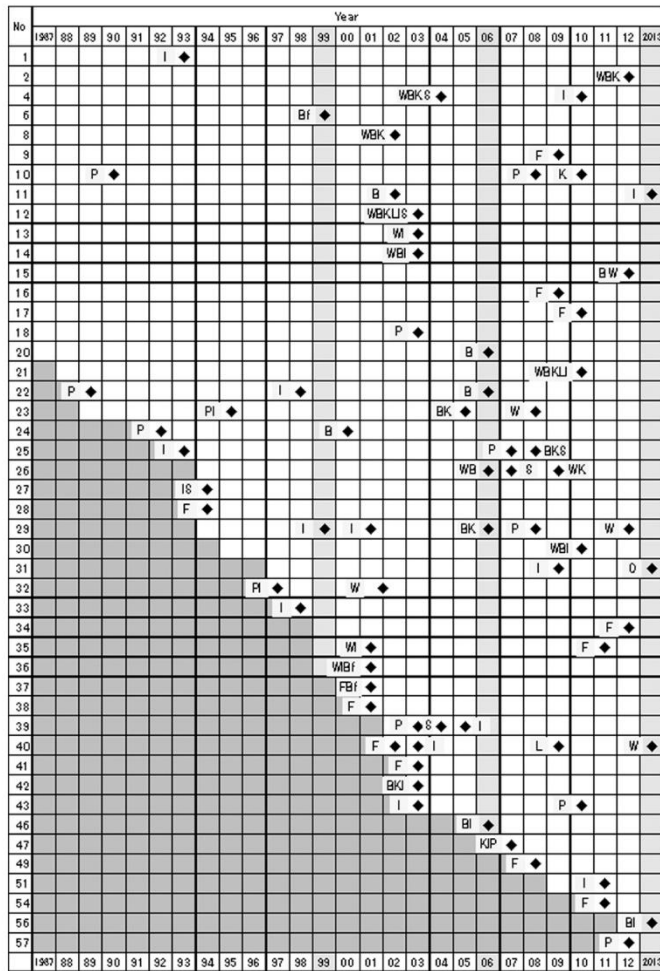 Year
No
1987 88 89 90 91 92 93 94 95 96 97 98 99 00 01 02 03 04 05 06 07 08 09 10 11 12 2013
1 I
2 WBK
4 WBKS I
6 Bf
8 WBK
9 F
10 P P K
11 B I
12 WBKLIS
13 WI
14 WBI
15 BW
16 F
17 F
18 P
20 B
21 WBKLI
22 P I B
23 PI BK W
24 P B
25 I P BKS
26 WB S WK
27 IS
28 F
29 I I BK P W
30 WBI
31 I O
32 PI W
33 I
34 F
35 WI F
36 WIBf
37 FBf
38 F
39 P S I
40 F I L W
41 F
42 BKI
43 I P
46 BI
47 KIP
49 F
51 I
54 F
56 BI
57 P
1987 88 89 90 91 92 93 94 95 96 97 98 99 00 01 02 03 04 05 06 07 08 09 10 11 12 2013